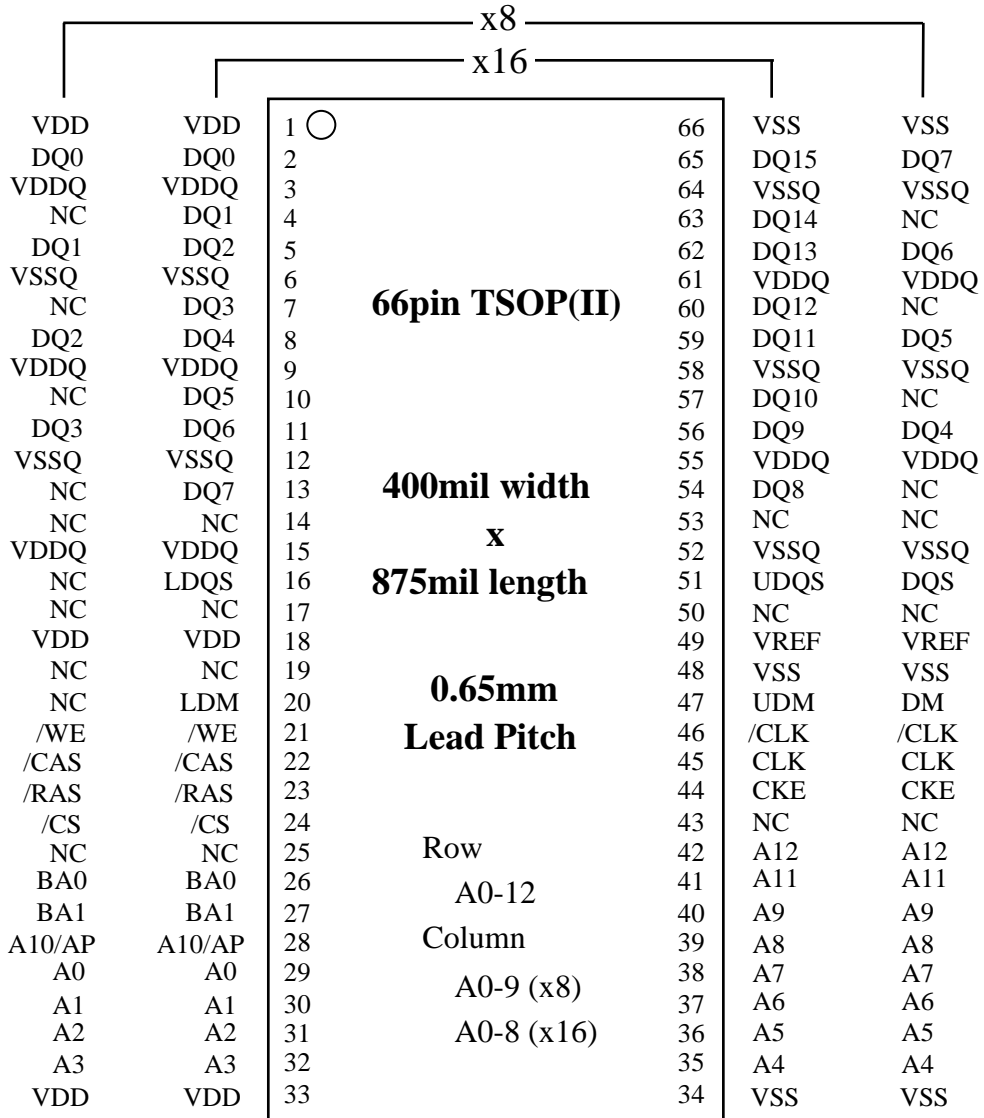 x8
x16
VDD VDD 1 66 VSS VSS
DQ0 DQ0 2 65 DQ15 DQ7
VDDQ VDDQ 3 64 VSSQ VSSQ
NC DQ1 4 63 DQ14 NC
DQ1 DQ2 5 62 DQ13 DQ6
VSSQ VSSQ 6 61 VDDQ VDDQ
NC DQ3 7 66pin TSOP(II) 60 DQ12 NC
DQ2 DQ4 8 59 DQ11 DQ5
VDDQ VDDQ 9 58 VSSQ VSSQ
NC DQ5 10 57 DQ10 NC
DQ3 DQ6 11 56 DQ9 DQ4
VSSQ VSSQ 12 55 VDDQ VDDQ
NC DQ7 13 400mil width 54 DQ8 NC
NC NC 14 x 53 NC NC
VDDQ VDDQ 15 52 VSSQ VSSQ
NC LDQS 16 875mil length 51 UDQS DQS
NC NC 17 50 NC NC
VDD VDD 18 49 VREF VREF
NC NC 19 48 VSS VSS
NC LDM 20 0.65mm 47 UDM DM
/WE /WE 21 Lead Pitch 46 /CLK /CLK
/CAS /CAS 22 45 CLK CLK
/RAS /RAS 23 44 CKE CKE
/CS /CS 24 43 NC NC
NC NC 25 Row 42 A12 A12
BA0 BA0 26 A0-12 41 A11 A11
BA1 BA1 27 40 A9 A9
A10/AP A10/AP 28 Column 39 A8 A8
A0 A0 29 A0-9 (x8) 38 A7 A7
A1 A1 30 37 A6 A6
A2 A2 31 A0-8 (x16) 36 A5 A5
A3 A3 32 35 A4 A4
VDD VDD 33 34 VSS VSS